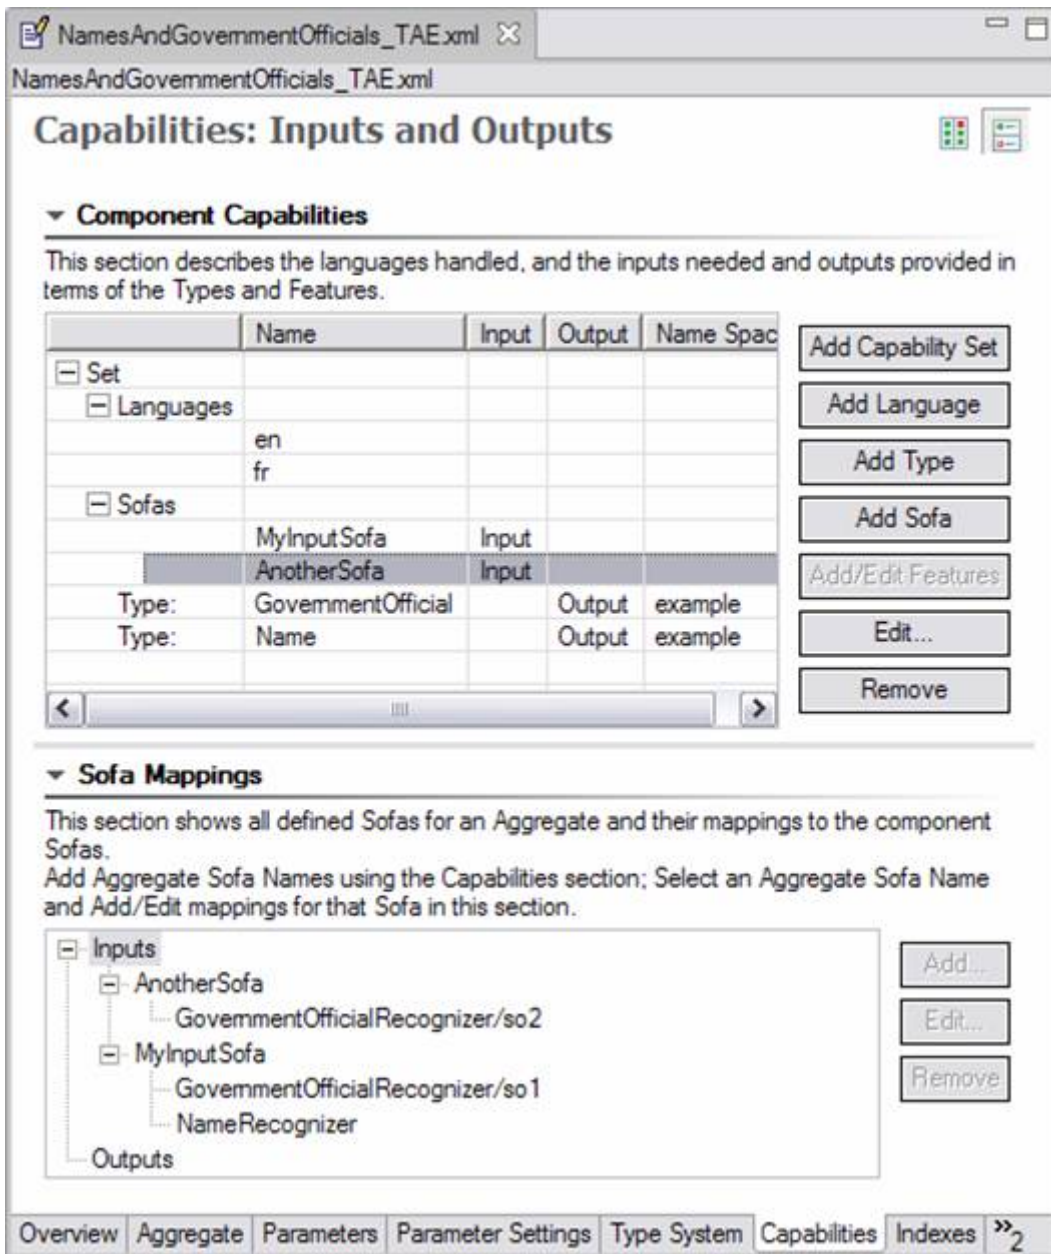 NamesAndGovernmentOfficials_TAE.xml
NamesAndGovernmentOfficials_TAE.xml
Capabilities: Inputs and Outputs
Component Capabilities
This section describes the languages handled, and the inputs needed and outputs provided in
terms of the Types and Features.
Name Input Output Name Spac
Set
Languages
en
fr
Sofas
MyInputSofa Input
AnotherSofa Input
Type: GovernmentOfficial Output example
Type: Name Output example
Add Capability Set
Add Language
Add Type
Add Sofa
Add/Edit Features
Edit...
Remove
Sofa Mappings
This section shows all defined Sofas for an Aggregate and their mappings to the component
Sofas.
Add Aggregate Sofa Names using the Capabilities section; Select an Aggregate Sofa Name
and Add/Edit mappings for that Sofa in this section.
Inputs
AnotherSofa
GovernmentOfficialRecognizer/so2
MyInputSofa
GovernmentOfficialRecognizer/so1
NameRecognizer
Outputs
Add...
Edit...
Remove
Overview Aggregate Parameters Parameter Settings Type System Capabilities Indexes »2